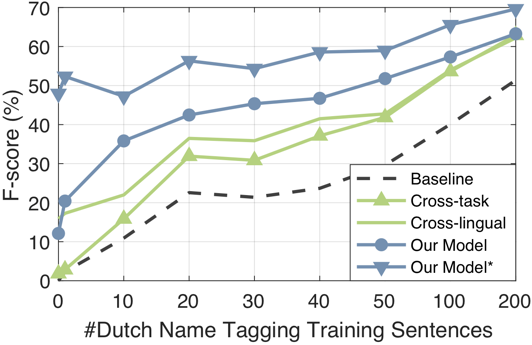 70
60
50
40
30
20
10
0
F-score (%)
Baseline
Cross-task
Cross-lingual
Our Model
Our Model*
0 10 20 30 40 50 100 200
#Dutch Name Tagging Training Sentences